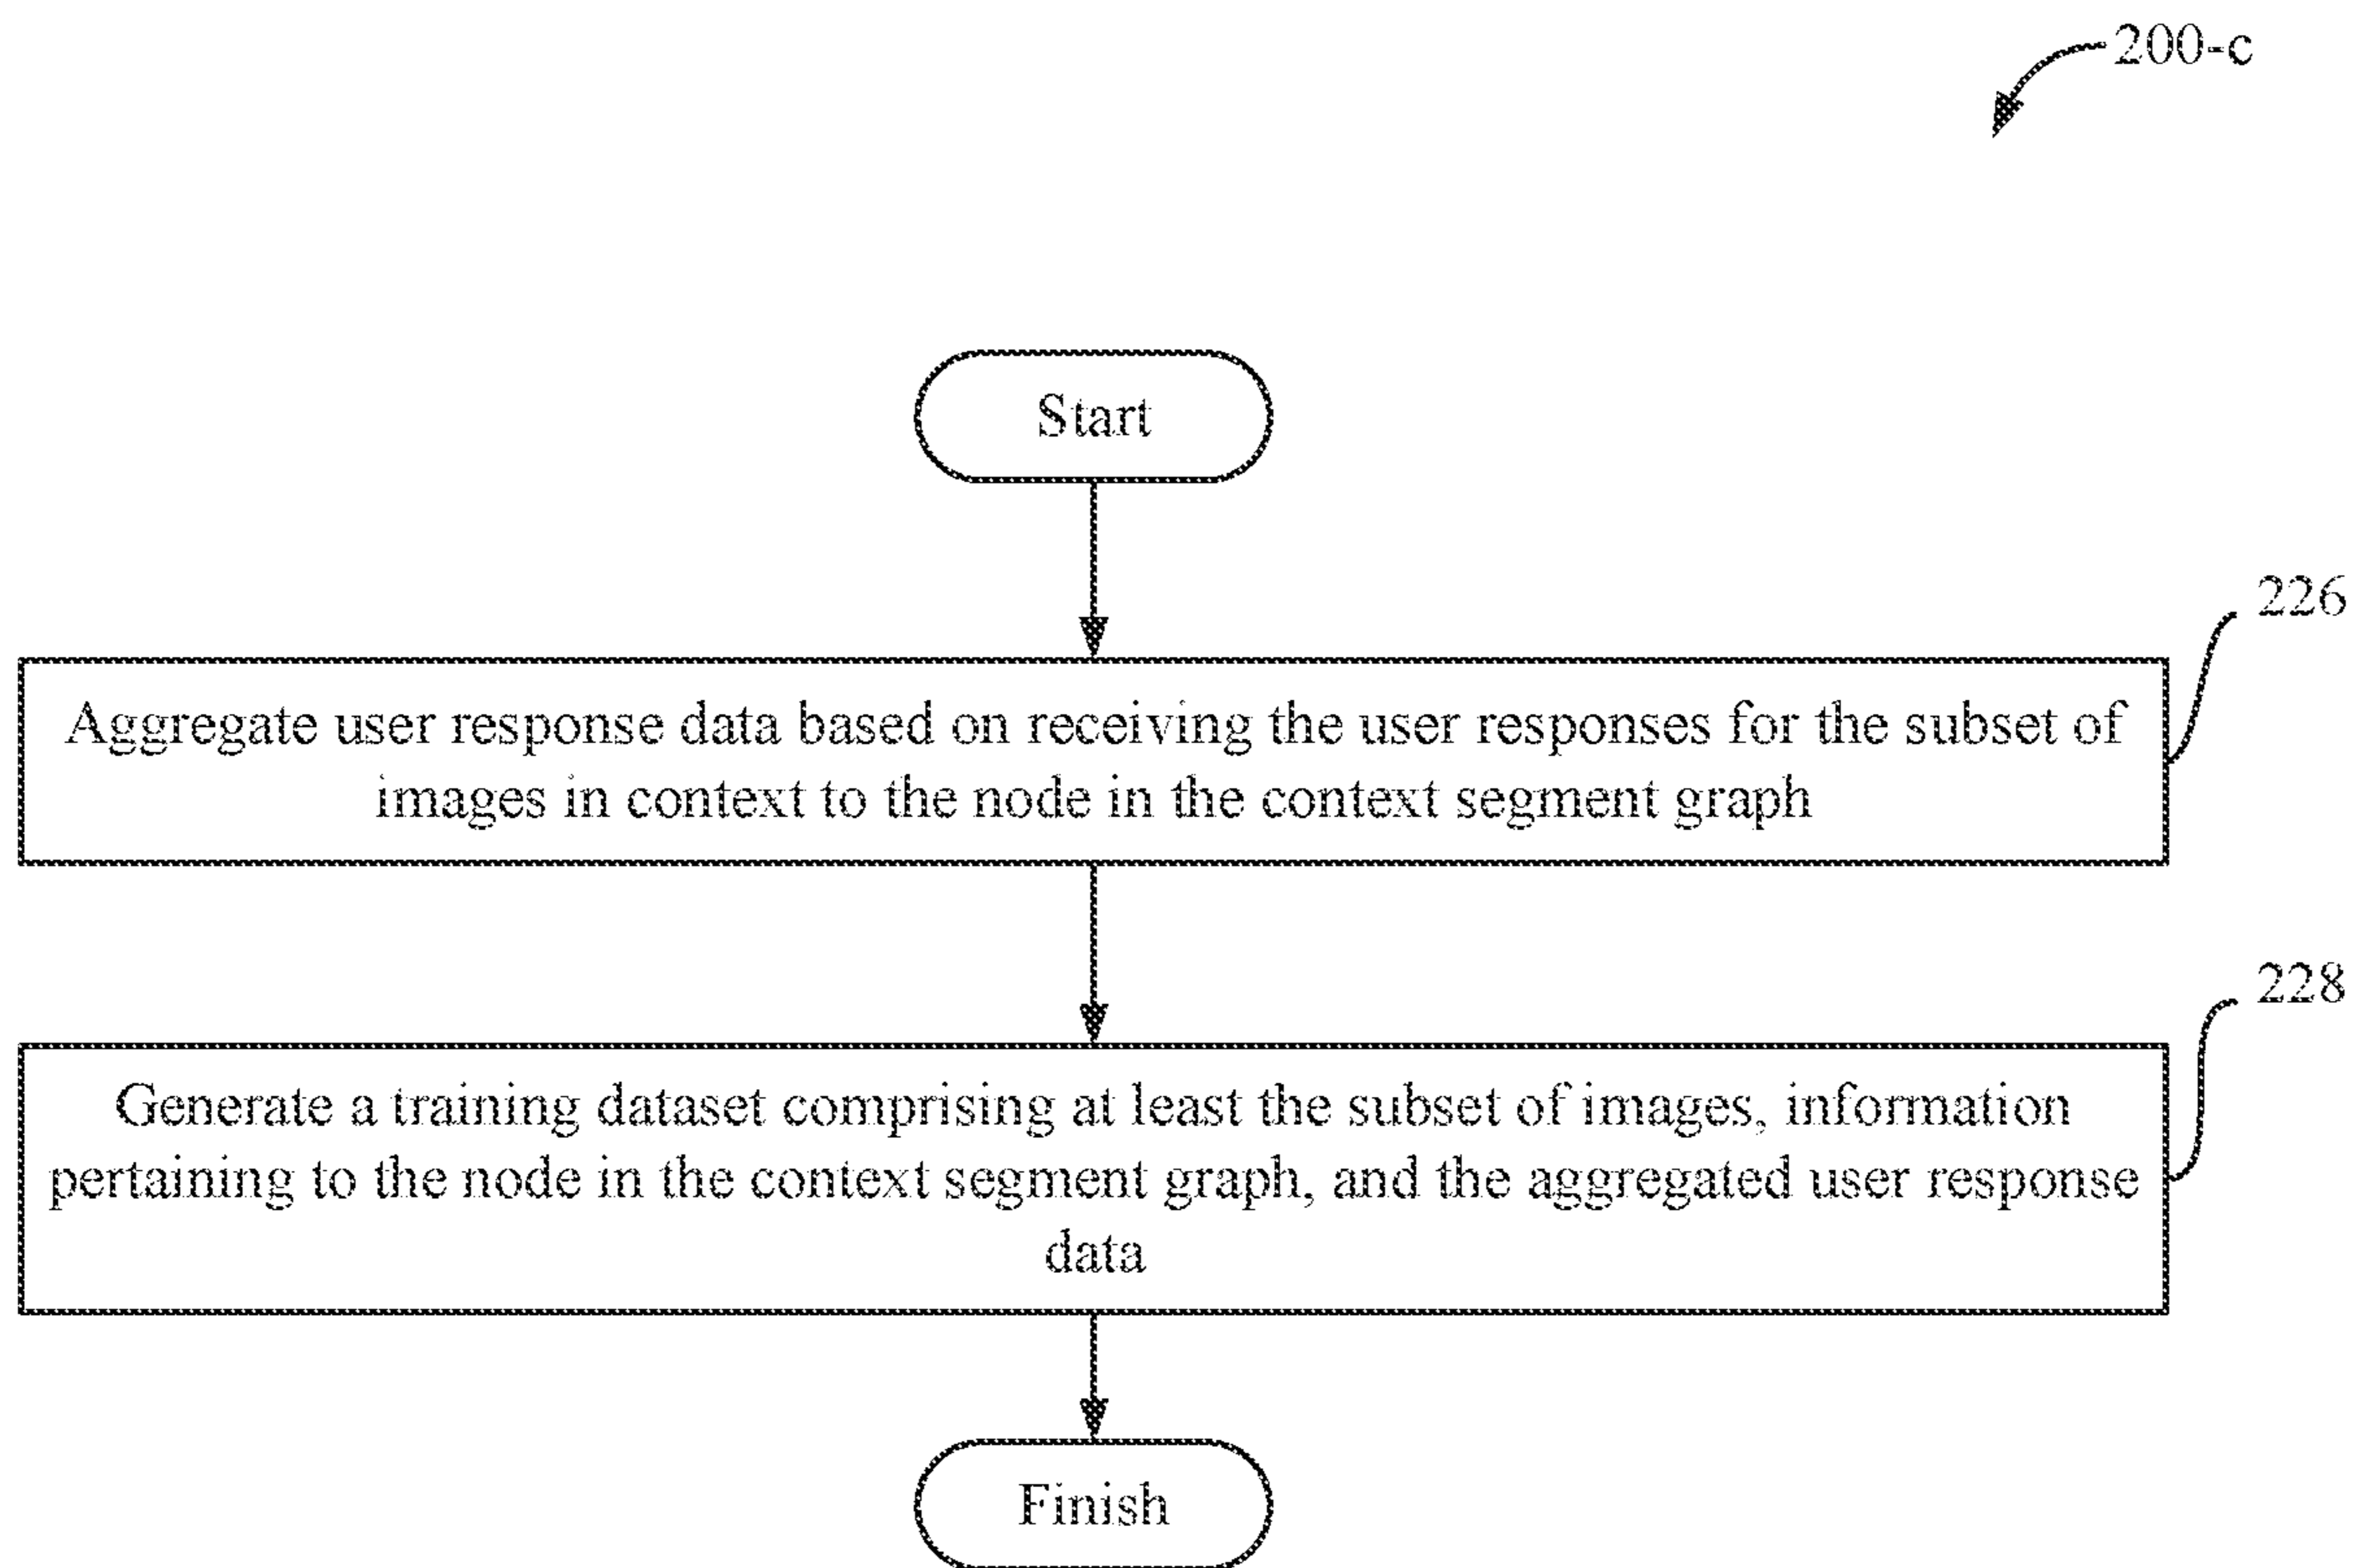 200-c
Start
226
Aggregate user response data based on receiving the user responses for the subset of
images in context to the node in the context segment graph
228
Generate a training dataset comprising at least the subset of images, information
pertaining to the node in the context segment graph, and the aggregated user response
data
Finish